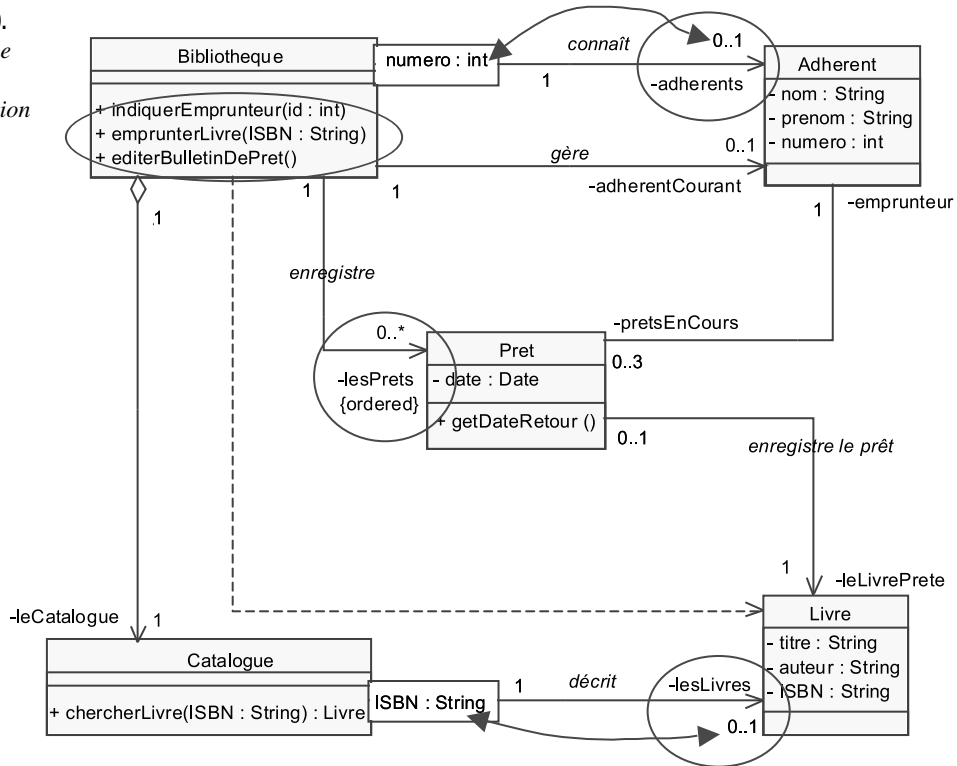 ).
e
ion
Bibliotheque
numero : int
+ indiquerEmprunteur(id : int)
+ emprunterLivre(ISBN : String)
+ editerBulletinDePret()
connaît
1
0..1
-adherents
Adherent
- nom : String
- prenom : String
- numero : int
gère
1
0..1
-adherentCourant
1
-emprunteur
1
1
enregistre
0..*
-lesPrets
{ordered}
Pret
- date : Date
+ getDateRetour ()
-pretsEnCours
0..3
0..1
enregistre le prêt
1
-leLivrePrete
Livre
- titre : String
- auteur : String
- ISBN : String
-leCatalogue
1
Catalogue
+ chercherLivre(ISBN : String) : Livre
ISBN : String
1
décrit
-lesLivres
0..1